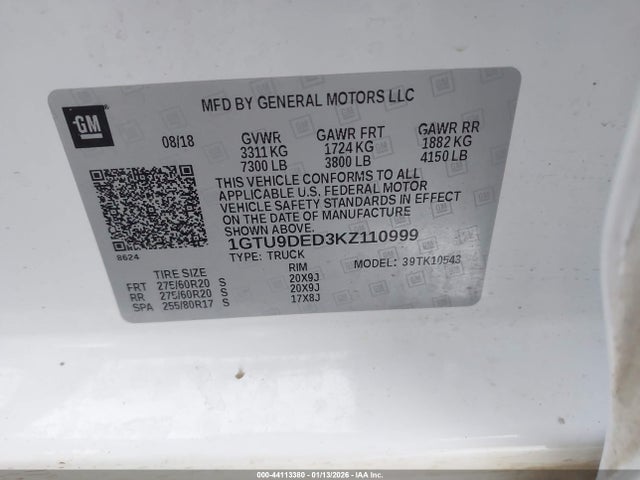 MFD BY GENERAL MOTORS LLC
GM
08/18 GVWR GAWR FRT GAWR RR
3311 KG 1724 KG 1882 KG
7300 LB 3800 LB 4150 LB
THIS VEHICLE CONFORMS TO ALL
APPLICABLE U.S. FEDERAL MOTOR
VEHICLE SAFETY STANDARDS IN EFFECT
ON THE DATE OF MANUFACTURE
SHOWN ABOVE.
1GTU9DED3KZ110999
8624
TYPE: TRUCK MODEL: 39TK10543
TIRE SIZE RIM
FRT 275/60R20 S 20X9J
RR 275/60R20 S 20X9J
SPA 255/80R17 S 17X8J
000-44113380 - 01/13/2026 - IAA Inc.